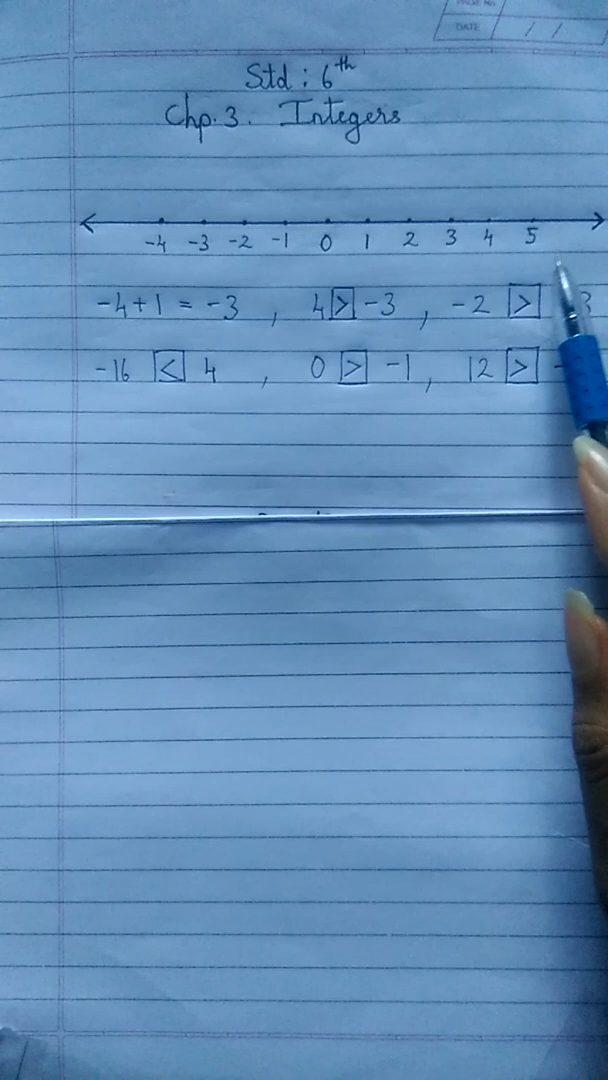 DATE / /
Std : 6th
Chp. 3. Integers
-4 -3 -2 -1 0 1 2 3 4 5
-4+1 = -3 , 4 > -3 , -2 > 3
-16 < 4 , 0 > -1 , 12 > -